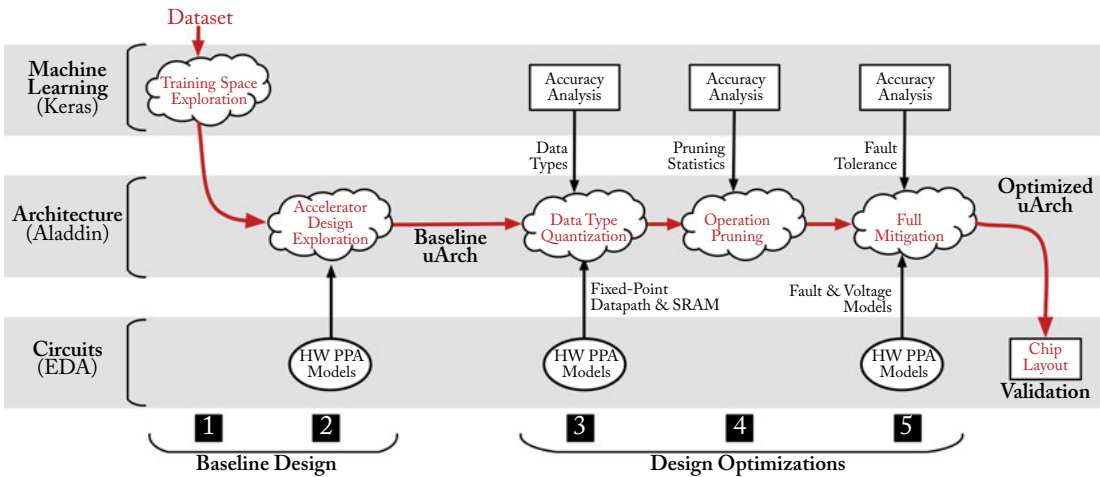 Dataset
Machine
Learning
(Keras)
Training Space
Exploration
Accuracy
Analysis
Accuracy
Analysis
Accuracy
Analysis
Data
Types
Pruning
Statistics
Fault
Tolerance
Architecture
(Aladdin)
Accelerator
Design
Exploration
Baseline
uArch
Data Type
Quantization
Operation
Pruning
Full
Mitigation
Optimized
uArch
Fixed-Point
Datapath & SRAM
Fault & Voltage
Models
Circuits
(EDA)
HW PPA
Models
HW PPA
Models
HW PPA
Models
Chip
Layout
Validation
1
2
3
4
5
Baseline Design
Design Optimizations